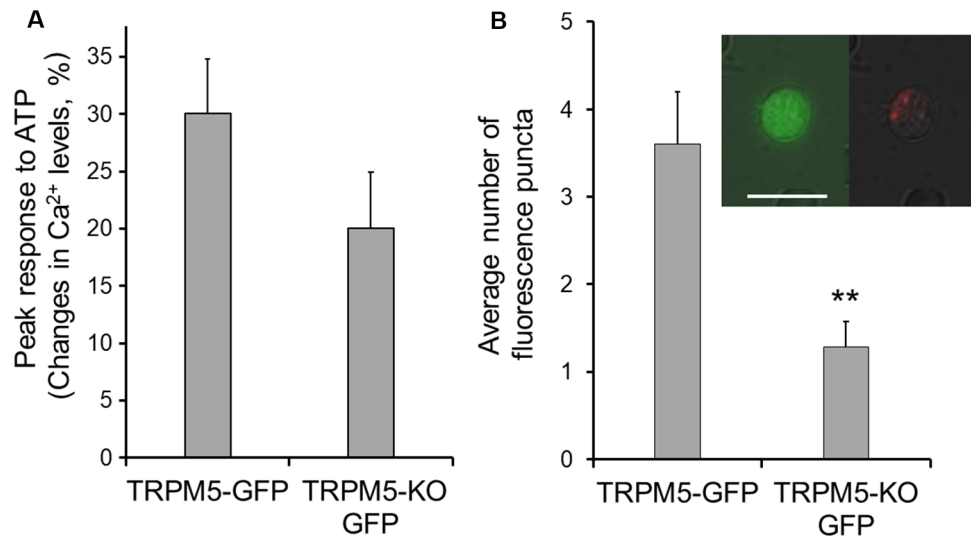 A
Peak response to ATP
(Changes in Ca²⁺ levels, %)
35
30
25
20
15
10
5
0
TRPM5-GFP
TRPM5-KO
GFP
B
Average number of
fluorescence puncta
5
4
3
2
1
0
**
TRPM5-GFP
TRPM5-KO
GFP